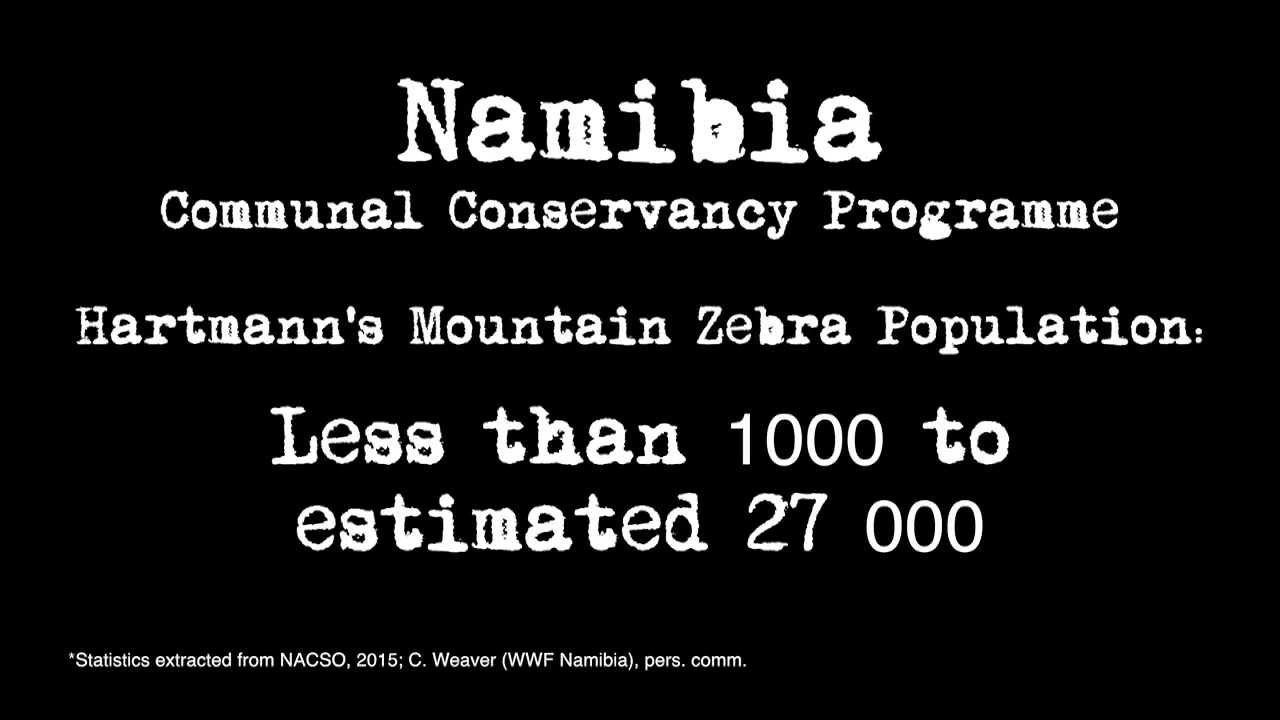 Namibia
Communal Conservancy Programme
Hartmann's Mountain Zebra Population:
Less than 1000 to
estimated 27 000
*Statistics extracted from NACSO, 2015; C. Weaver (WWF Namibia), pers. comm.